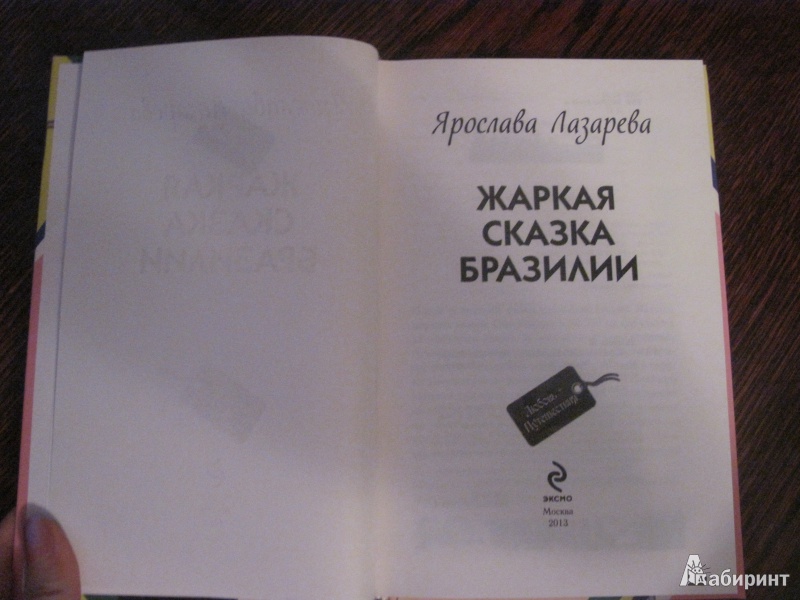 Ярослава Лазарева
ЖАРКАЯ
СКАЗКА
БРАЗИЛИИ
Любовь.
Путешествия
ЭКСМО
Москва
2013
Лабиринт